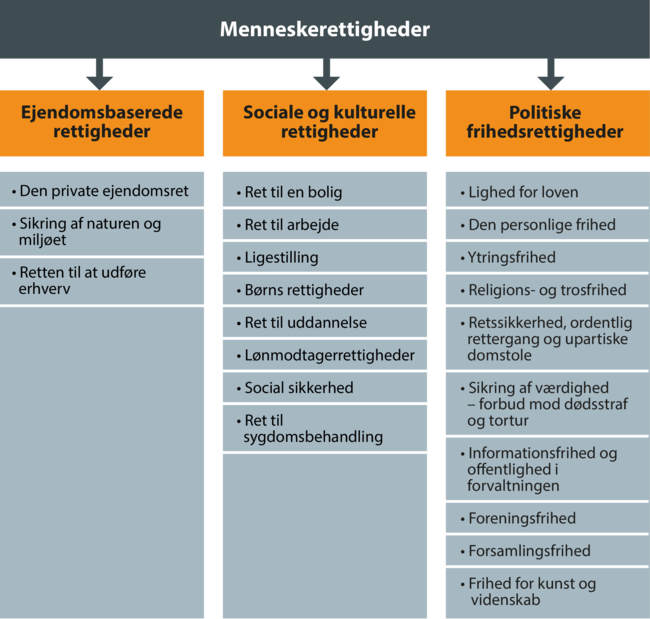 Menneskerettigheder
Ejendomsbaserede
rettigheder
• Den private ejendomsret
• Sikring af naturen og
miljøet
• Retten til at udføre
erhverv
Sociale og kulturelle
rettigheder
• Ret til en bolig
• Ret til arbejde
• Ligestilling
• Børns rettigheder
• Ret til uddannelse
• Lønmodtagerrettigheder
• Social sikkerhed
• Ret til
sygdomsbehandling
Politiske
frihedsrettigheder
• Lighed for loven
• Den personlige frihed
• Ytringsfrihed
• Religions- og trosfrihed
• Retssikkerhed, ordentlig
rettergang og upartiske
domstole
• Sikring af værdighed
– forbud mod dødsstraf
og tortur
• Informationsfrihed og
offentlighed i
forvaltningen
• Foreningsfrihed
• Forsamlingsfrihed
• Frihed for kunst og
videnskab